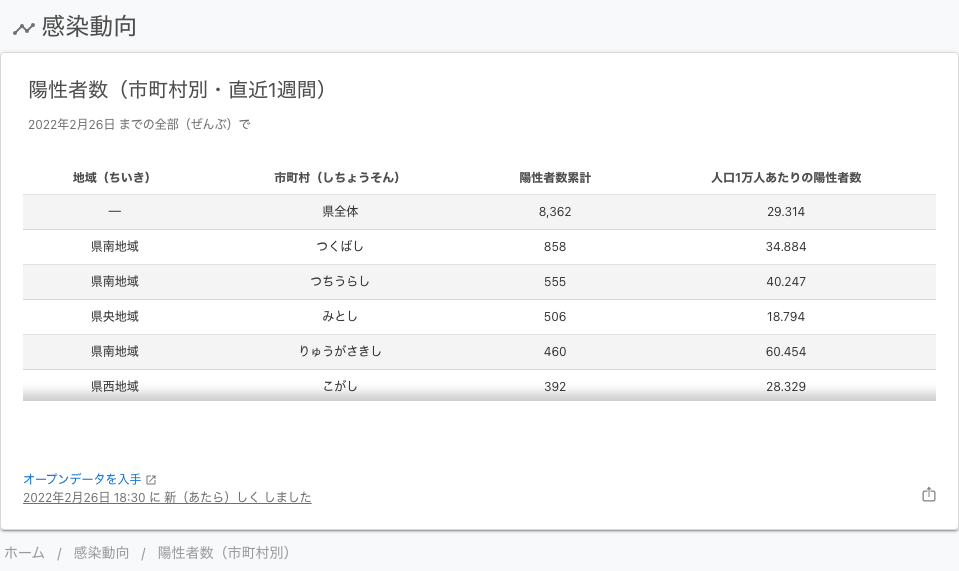 感染動向
陽性者数（市町村別・直近1週間）
2022年2月26日 までの全部（ぜんぶ）で
地域（ちいき） 市町村（しちょうそん） 陽性者数累計 人口1万人あたりの陽性者数
― 県全体 8,362 29.314
県南地域 つくばし 858 34.884
県南地域 つちうらし 555 40.247
県央地域 みとし 506 18.794
県南地域 りゅうがさきし 460 60.454
県西地域 こがし 392 28.329
オープンデータを入手
2022年2月26日 18:30 に 新（あたら）しく しました
ホーム / 感染動向 / 陽性者数（市町村別）